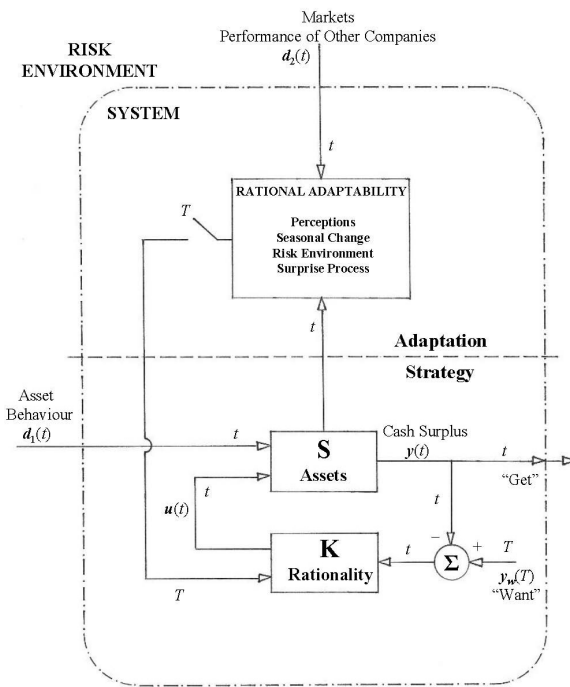 Markets
Performance of Other Companies
d₂(t)
RISK
ENVIRONMENT
SYSTEM
t
RATIONAL ADAPTABILITY
Perceptions
Seasonal Change
Risk Environment
Surprise Process
T
t
Adaptation
Strategy
Asset
Behaviour
d₁(t)
t
S
Assets
Cash Surplus
y(t)
t
“Get”
t
u(t)
t
K
Rationality
t
−
Σ
+
T
y𝓌(T)
“Want”
T